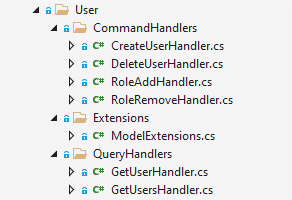 User
CommandHandlers
C# CreateUserHandler.cs
C# DeleteUserHandler.cs
C# RoleAddHandler.cs
C# RoleRemoveHandler.cs
Extensions
C# ModelExtensions.cs
QueryHandlers
C# GetUserHandler.cs
C# GetUsersHandler.cs